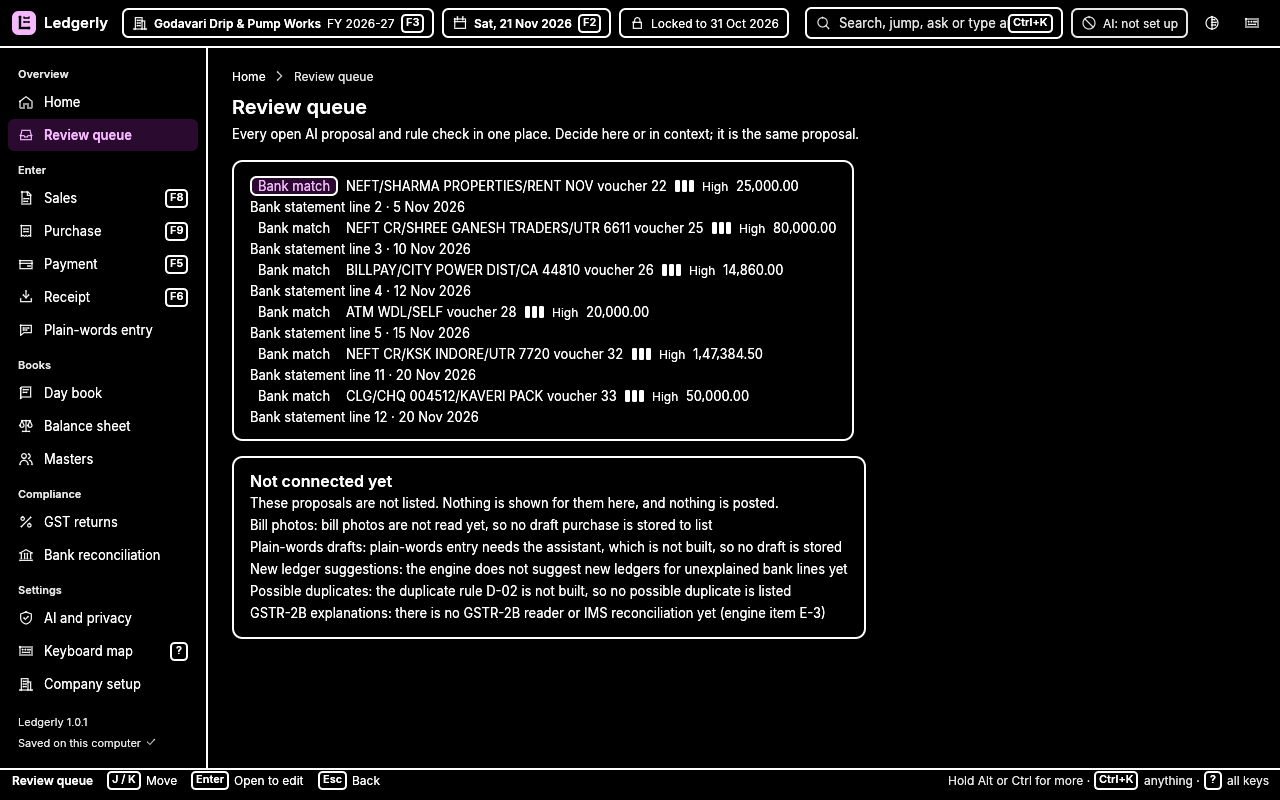 Ledgerly
Godavari Drip & Pump Works FY 2026-27 F3
Sat, 21 Nov 2026 F2
Locked to 31 Oct 2026
Search, jump, ask or type a Ctrl+K
AI: not set up
Overview
Home
Review queue
Enter
Sales F8
Purchase F9
Payment F5
Receipt F6
Plain-words entry
Books
Day book
Balance sheet
Masters
Compliance
GST returns
Bank reconciliation
Settings
AI and privacy
Keyboard map ?
Company setup
Ledgerly 1.0.1
Saved on this computer
Home Review queue
Review queue
Every open AI proposal and rule check in one place. Decide here or in context; it is the same proposal.
Bank match NEFT/SHARMA PROPERTIES/RENT NOV voucher 22 High 25,000.00
Bank statement line 2 · 5 Nov 2026
Bank match NEFT CR/SHREE GANESH TRADERS/UTR 6611 voucher 25 High 80,000.00
Bank statement line 3 · 10 Nov 2026
Bank match BILLPAY/CITY POWER DIST/CA 44810 voucher 26 High 14,860.00
Bank statement line 4 · 12 Nov 2026
Bank match ATM WDL/SELF voucher 28 High 20,000.00
Bank statement line 5 · 15 Nov 2026
Bank match NEFT CR/KSK INDORE/UTR 7720 voucher 32 High 1,47,384.50
Bank statement line 11 · 20 Nov 2026
Bank match CLG/CHQ 004512/KAVERI PACK voucher 33 High 50,000.00
Bank statement line 12 · 20 Nov 2026
Not connected yet
These proposals are not listed. Nothing is shown for them here, and nothing is posted.
Bill photos: bill photos are not read yet, so no draft purchase is stored to list
Plain-words drafts: plain-words entry needs the assistant, which is not built, so no draft is stored
New ledger suggestions: the engine does not suggest new ledgers for unexplained bank lines yet
Possible duplicates: the duplicate rule D-02 is not built, so no possible duplicate is listed
GSTR-2B explanations: there is no GSTR-2B reader or IMS reconciliation yet (engine item E-3)
Review queue J / K Move Enter Open to edit Esc Back
Hold Alt or Ctrl for more · Ctrl+K anything · ? all keys